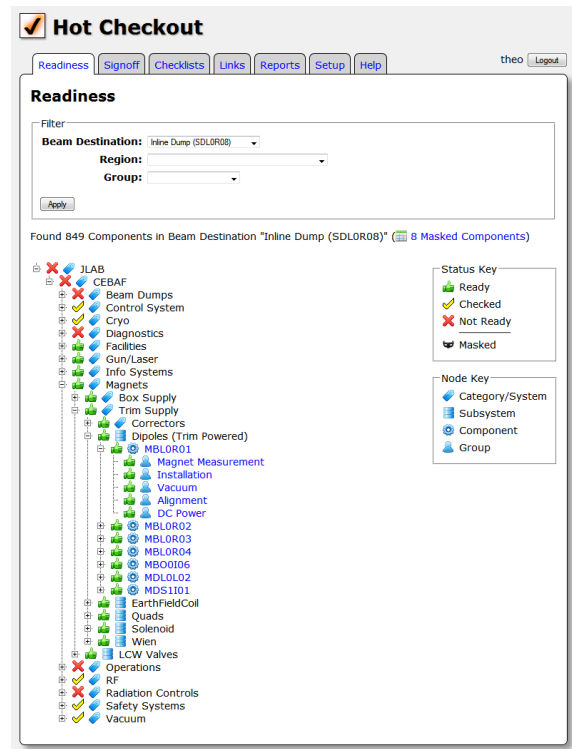 Hot Checkout
Readiness Signoff Checklists Links Reports Setup Help theo Logout
Readiness
Filter
Beam Destination: Inline Dump (SDL0R08)
Region:
Group:
Apply
Found 849 Components in Beam Destination "Inline Dump (SDL0R08)" ( 8 Masked Components)
JLAB
CEBAF
Beam Dumps
Control System
Cryo
Diagnostics
Facilities
Gun/Laser
Info Systems
Magnets
Box Supply
Trim Supply
Correctors
Dipoles (Trim Powered)
MBL0R01
Magnet Measurement
Installation
Vacuum
Alignment
DC Power
MBL0R02
MBL0R03
MBL0R04
MBO0I06
MDL0L02
MDS1I01
EarthFieldCoil
Quads
Solenoid
Wien
LCW Valves
Operations
RF
Radiation Controls
Safety Systems
Vacuum
Status Key
Ready
Checked
Not Ready
Masked
Node Key
Category/System
Subsystem
Component
Group